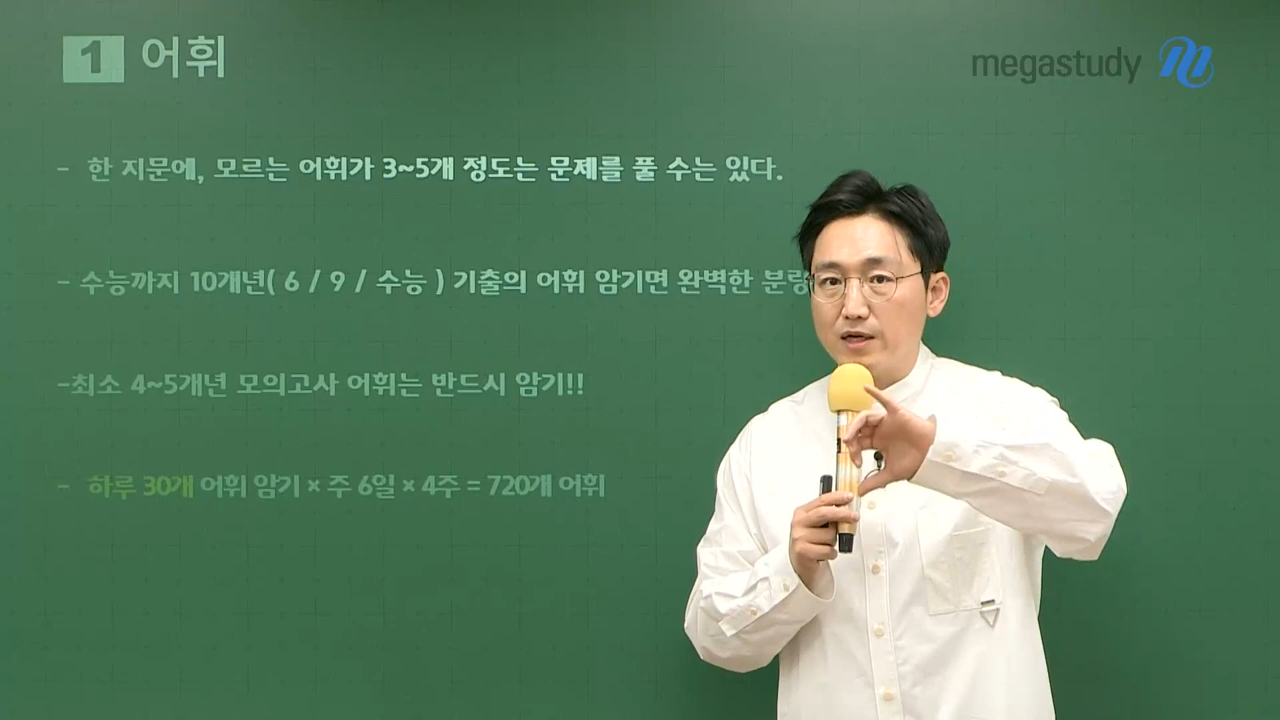 1 어휘
megastudy
- 한 지문에, 모르는 어휘가 3~5개 정도는 문제를 풀 수는 있다.
- 수능까지 10개년( 6 / 9 / 수능 ) 기출의 어휘 암기면 완벽한 분량
-최소 4~5개년 모의고사 어휘는 반드시 암기!!
- 하루 30개 어휘 암기 × 주 6일 × 4주 = 720개 어휘